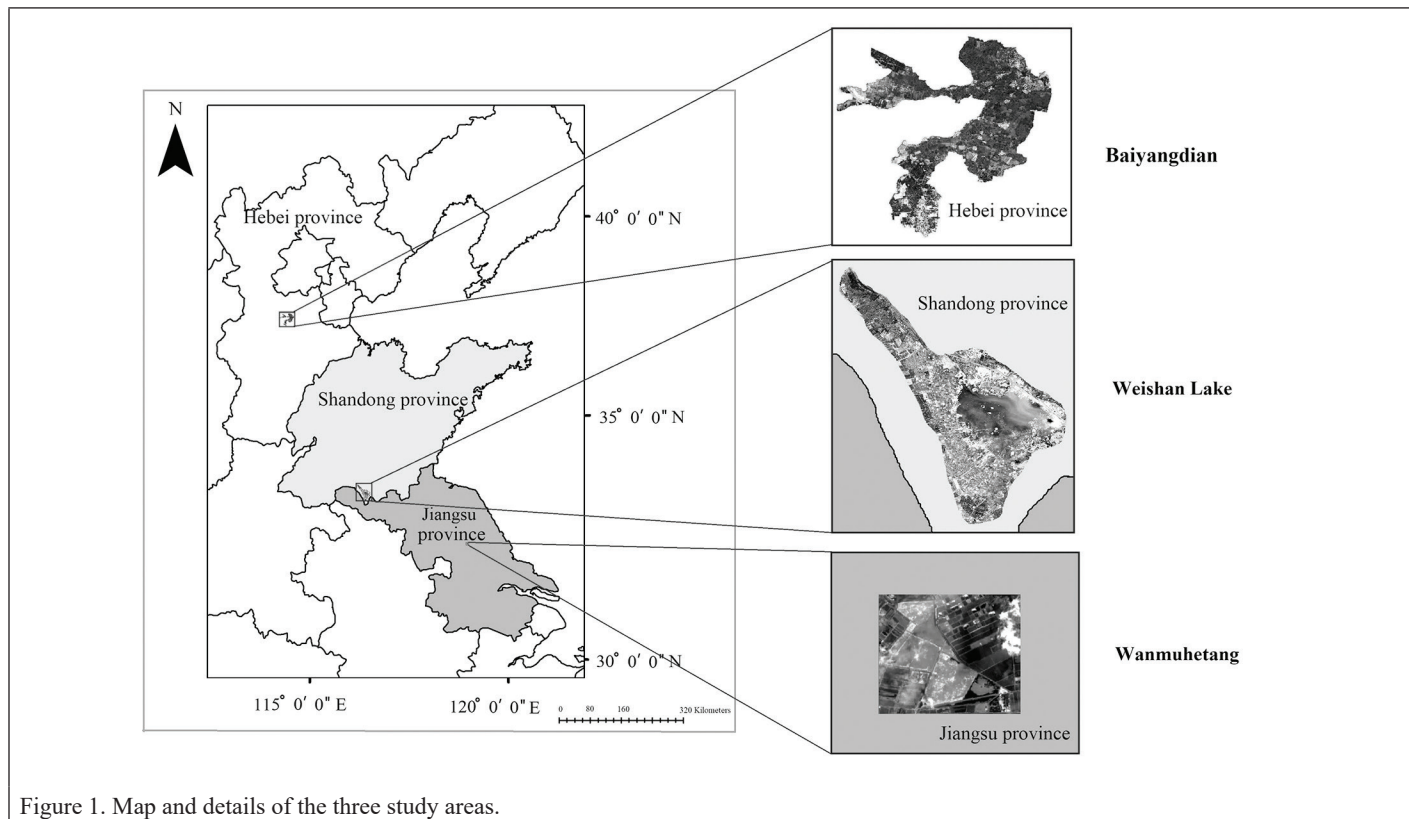 N
Hebei province
40° 0′ 0″ N
Shandong province
35° 0′ 0″ N
Jiangsu
province
30° 0′ 0″ N
115° 0′ 0″ E
120° 0′ 0″ E
0 80 160 320 Kilometers
Hebei province
Baiyangdian
Shandong province
Weishan Lake
Jiangsu province
Wanmuhetang
Figure 1. Map and details of the three study areas.